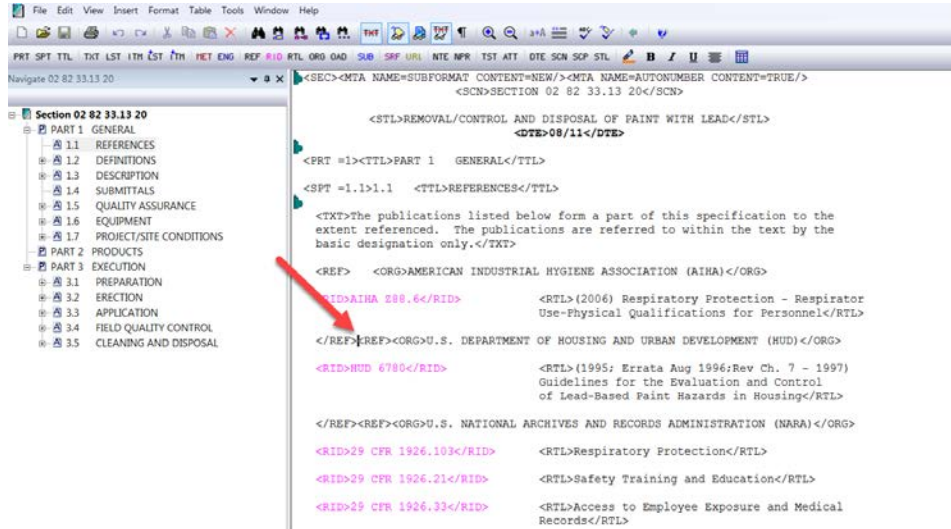 File Edit View Insert Format Table Tools Window Help
TXT TXT ¶ a+A
PRT SPT TTL TXT LST ITM LST ITM MET ENG REF RID RTL ORG OAD SUB SRF URL NTE NPR TST ATT DTE SCN SCP STL B I U
Navigate 02 82 33.13 20
Section 02 82 33.13 20
PART 1 GENERAL
1.1 REFERENCES
1.2 DEFINITIONS
1.3 DESCRIPTION
1.4 SUBMITTALS
1.5 QUALITY ASSURANCE
1.6 EQUIPMENT
1.7 PROJECT/SITE CONDITIONS
PART 2 PRODUCTS
PART 3 EXECUTION
3.1 PREPARATION
3.2 ERECTION
3.3 APPLICATION
3.4 FIELD QUALITY CONTROL
3.5 CLEANING AND DISPOSAL
<SEC><MTA NAME=SUBFORMAT CONTENT=NEW/><MTA NAME=AUTONUMBER CONTENT=TRUE/>
<SCN>SECTION 02 82 33.13 20</SCN>
<STL>REMOVAL/CONTROL AND DISPOSAL OF PAINT WITH LEAD</STL>
<DTE>08/11</DTE>
<PRT =1><TTL>PART 1 GENERAL</TTL>
<SPT =1.1>1.1 <TTL>REFERENCES</TTL>
<TXT>The publications listed below form a part of this specification to the
extent referenced. The publications are referred to within the text by the
basic designation only.</TXT>
<REF> <ORG>AMERICAN INDUSTRIAL HYGIENE ASSOCIATION (AIHA)</ORG>
<RID>AIHA Z88.6</RID> <RTL>(2006) Respiratory Protection - Respirator
Use-Physical Qualifications for Personnel</RTL>
</REF><REF><ORG>U.S. DEPARTMENT OF HOUSING AND URBAN DEVELOPMENT (HUD)</ORG>
<RID>HUD 6780</RID> <RTL>(1995; Errata Aug 1996;Rev Ch. 7 - 1997)
Guidelines for the Evaluation and Control
of Lead-Based Paint Hazards in Housing</RTL>
</REF><REF><ORG>U.S. NATIONAL ARCHIVES AND RECORDS ADMINISTRATION (NARA)</ORG>
<RID>29 CFR 1926.103</RID> <RTL>Respiratory Protection</RTL>
<RID>29 CFR 1926.21</RID> <RTL>Safety Training and Education</RTL>
<RID>29 CFR 1926.33</RID> <RTL>Access to Employee Exposure and Medical
Records</RTL>